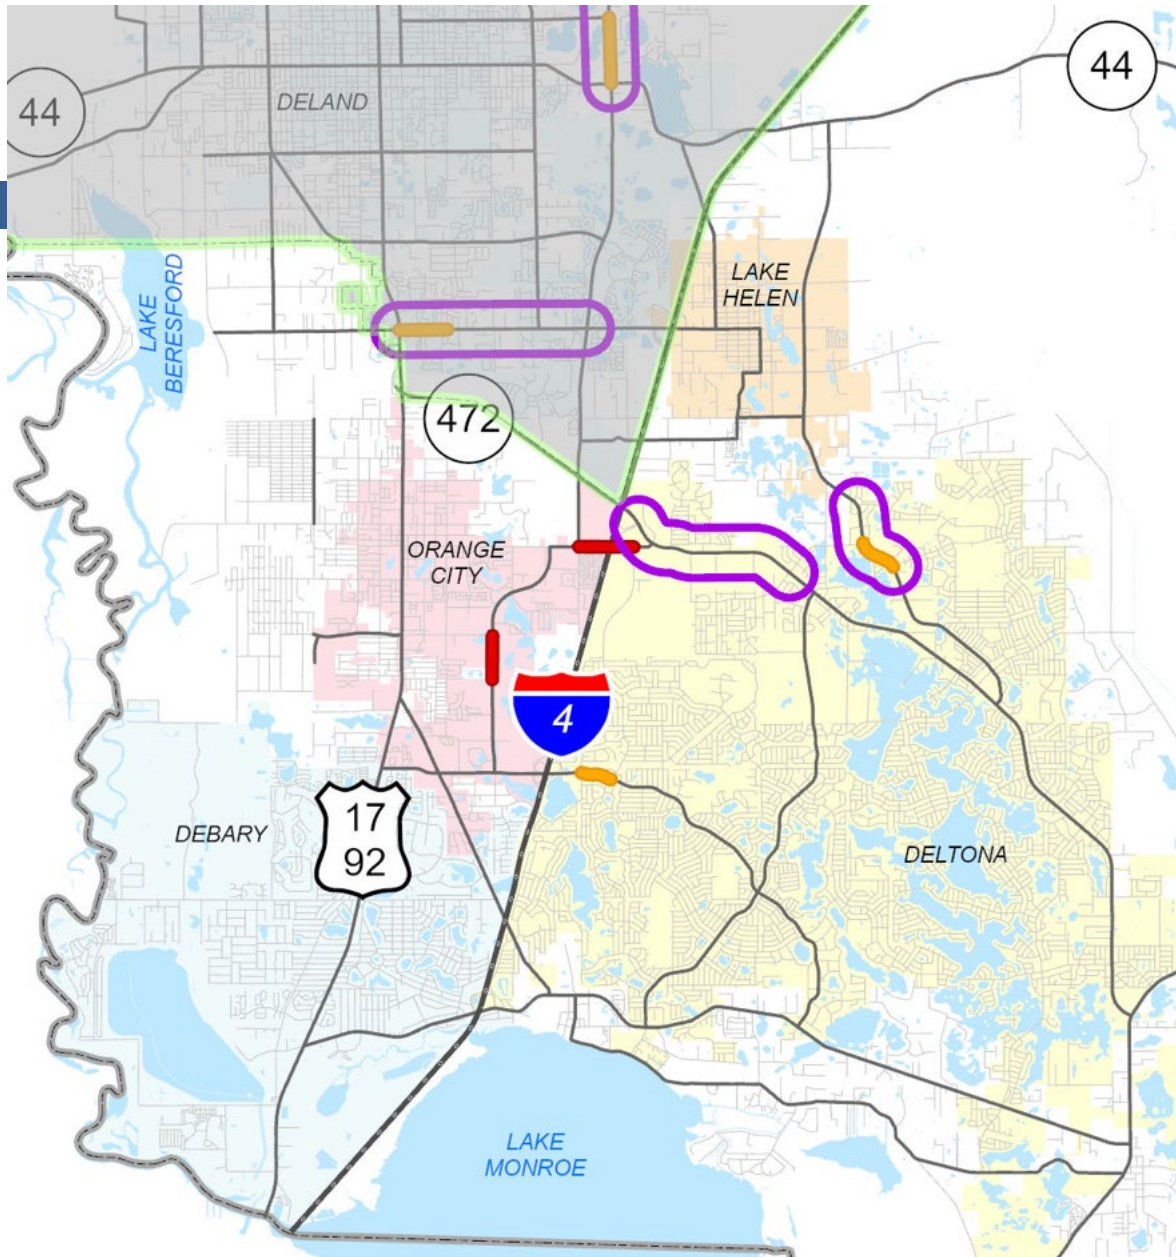 44
44
DELAND
LAKE
HELEN
LAKE
BERESFORD
472
ORANGE
CITY
4
17
92
DEBARY
DELTONA
LAKE
MONROE